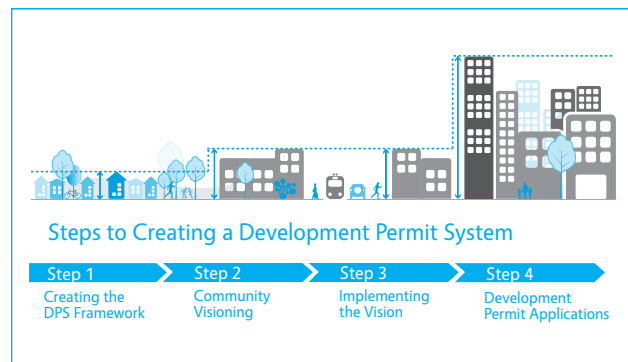 Steps to Creating a Development Permit System
Step 1
Step 2
Step 3
Step 4
Creating the
DPS Framework
Community
Visioning
Implementing
the Vision
Development
Permit Applications